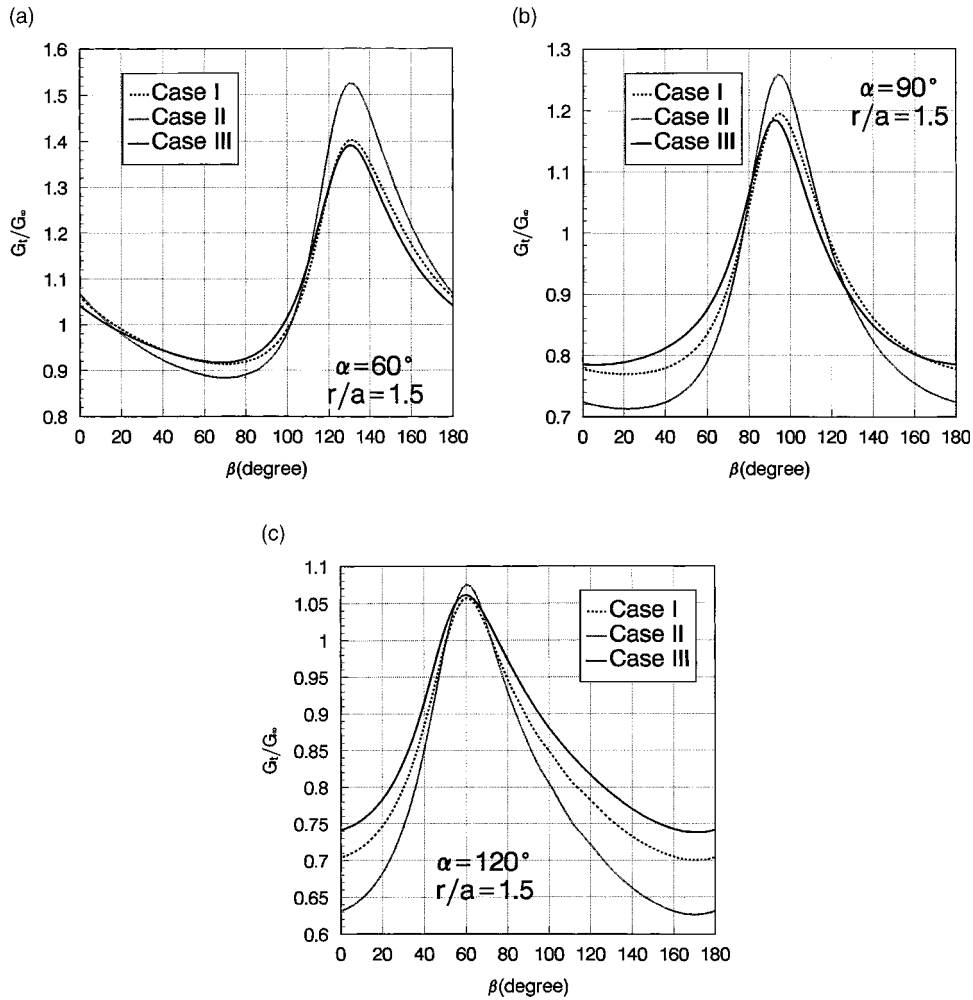 (a)
1.6
1.5
1.4
1.3
1.2
1.1
1
0.9
0.8
Gt/G∞
Case I
Case II
Case III
α=60°
r/a=1.5
0 20 40 60 80 100 120 140 160 180
β(degree)
(b)
1.3
1.2
1.1
1
0.9
0.8
0.7
Gt/G∞
Case I
Case II
Case III
α=90°
r/a=1.5
0 20 40 60 80 100 120 140 160 180
β(degree)
(c)
1.1
1.05
1
0.95
0.9
0.85
0.8
0.75
0.7
0.65
0.6
Gt/G∞
Case I
Case II
Case III
α=120°
r/a=1.5
0 20 40 60 80 100 120 140 160 180
β(degree)